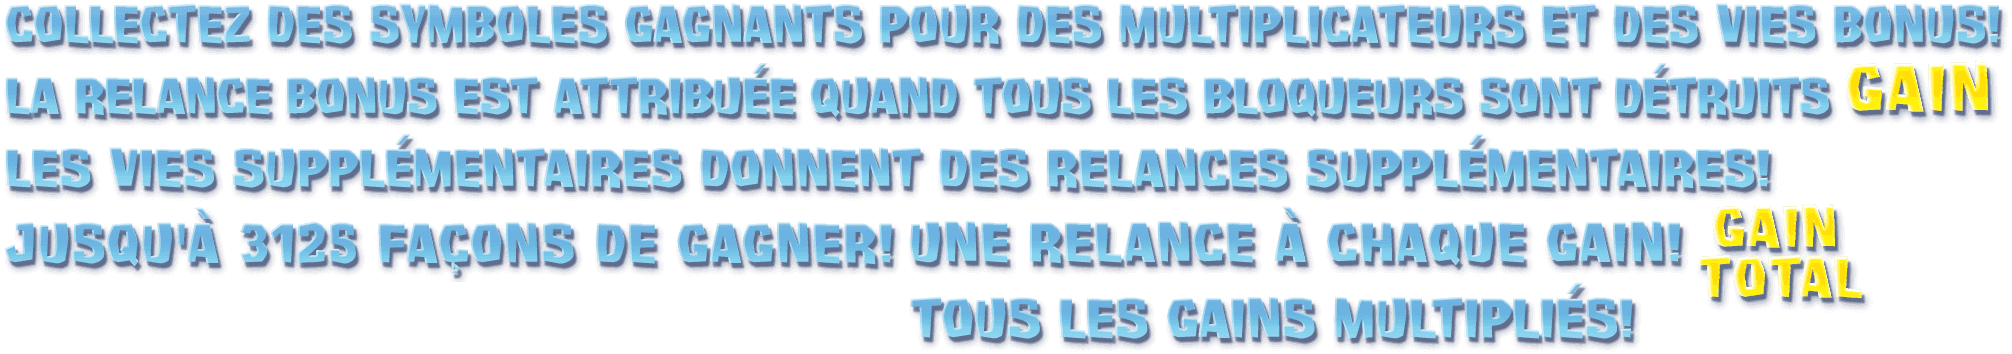 COLLECTEZ DES SYMBOLES GAGNANTS POUR DES MULTIPLICATEURS ET DES VIES BONUS!
LA RELANCE BONUS EST ATTRIBUÉE QUAND TOUS LES BLOQUEURS SONT DÉTRUITS GAIN
LES VIES SUPPLÉMENTAIRES DONNENT DES RELANCES SUPPLÉMENTAIRES!
JUSQU'À 3125 FAÇONS DE GAGNER! UNE RELANCE À CHAQUE GAIN! GAIN
TOTAL
TOUS LES GAINS MULTIPLIÉS!